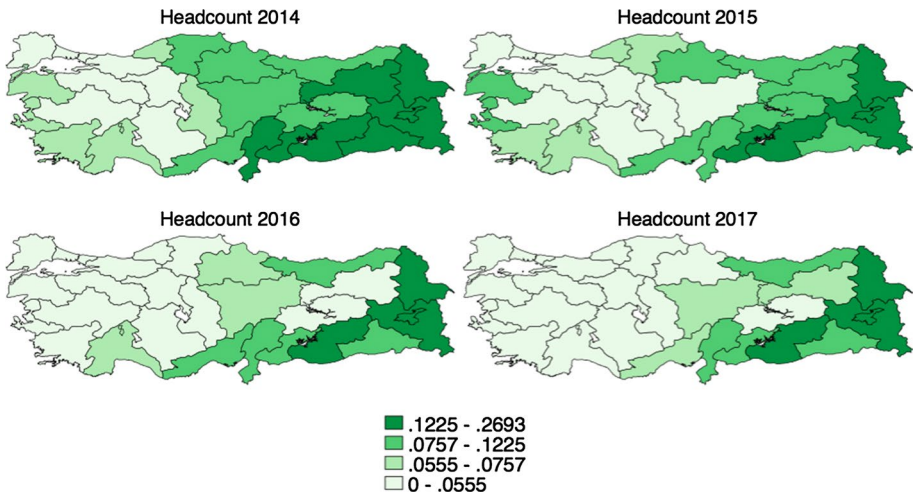 Headcount 2014
Headcount 2015
Headcount 2016
Headcount 2017
.1225 - .2693
.0757 - .1225
.0555 - .0757
0 - .0555